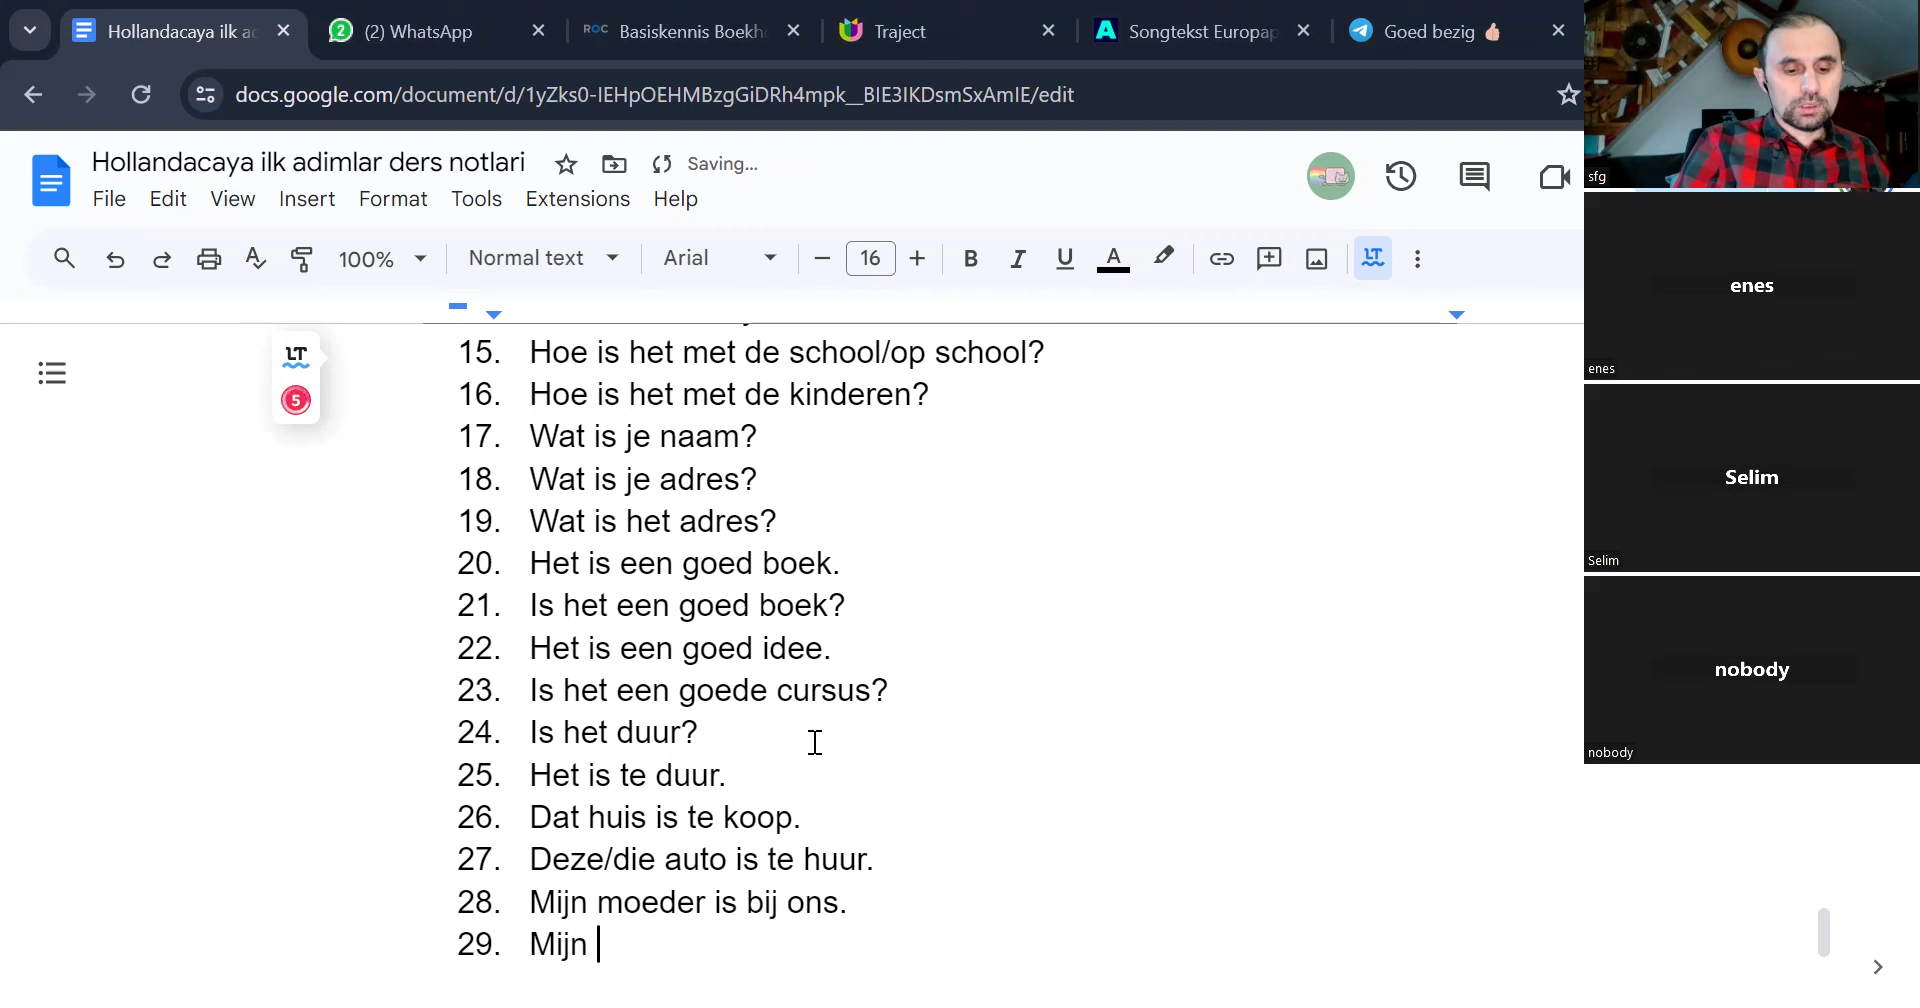 Hollandacaya ilk a
(2) WhatsApp
ROC Basiskennis Boekh
Traject
A Songtekst Europap
Goed bezig 👍🏻
docs.google.com/document/d/1yZks0-IEHpOEHMBzgGiDRh4mpk__BIE3IKDsmSxAmIE/edit
Hollandacaya ilk adimlar ders notlari
Saving...
File Edit View Insert Format Tools Extensions Help
100% Normal text Arial 16 B I U A LT
LT
5
15. Hoe is het met de school/op school?
16. Hoe is het met de kinderen?
17. Wat is je naam?
18. Wat is je adres?
19. Wat is het adres?
20. Het is een goed boek.
21. Is het een goed boek?
22. Het is een goed idee.
23. Is het een goede cursus?
24. Is het duur?
25. Het is te duur.
26. Dat huis is te koop.
27. Deze/die auto is te huur.
28. Mijn moeder is bij ons.
29. Mijn
sfg
enes
enes
Selim
Selim
nobody
nobody